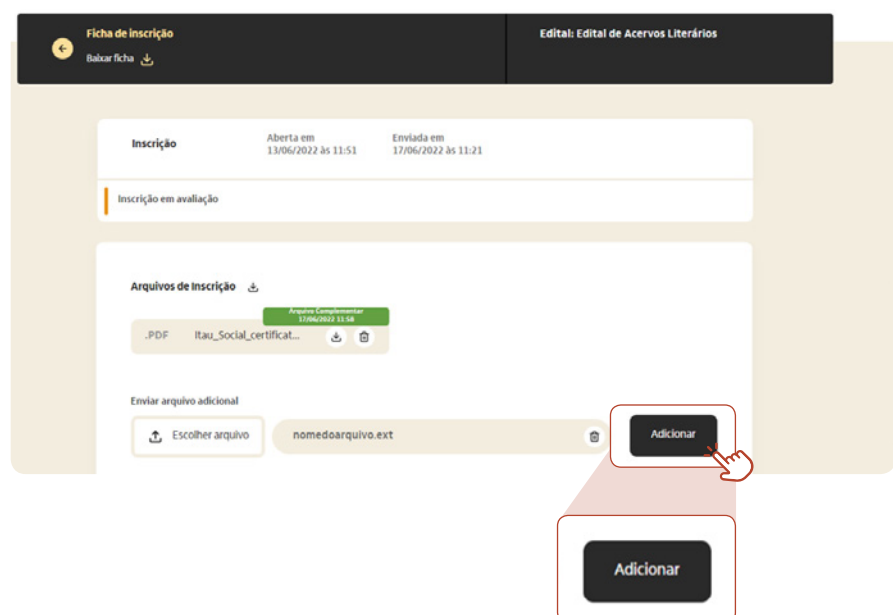 Ficha de inscrição
Baixar ficha
Edital: Edital de Acervos Literários
Inscrição
Aberta em
13/06/2022 às 11:51
Enviada em
17/06/2022 às 11:21
Inscrição em avaliação
Arquivos de Inscrição
Arquivo Complementar
17/06/2022 11:58
.PDF Itau_Social_certificat...
Enviar arquivo adicional
Escolher arquivo nomedoarquivo.ext Adicionar
Adicionar